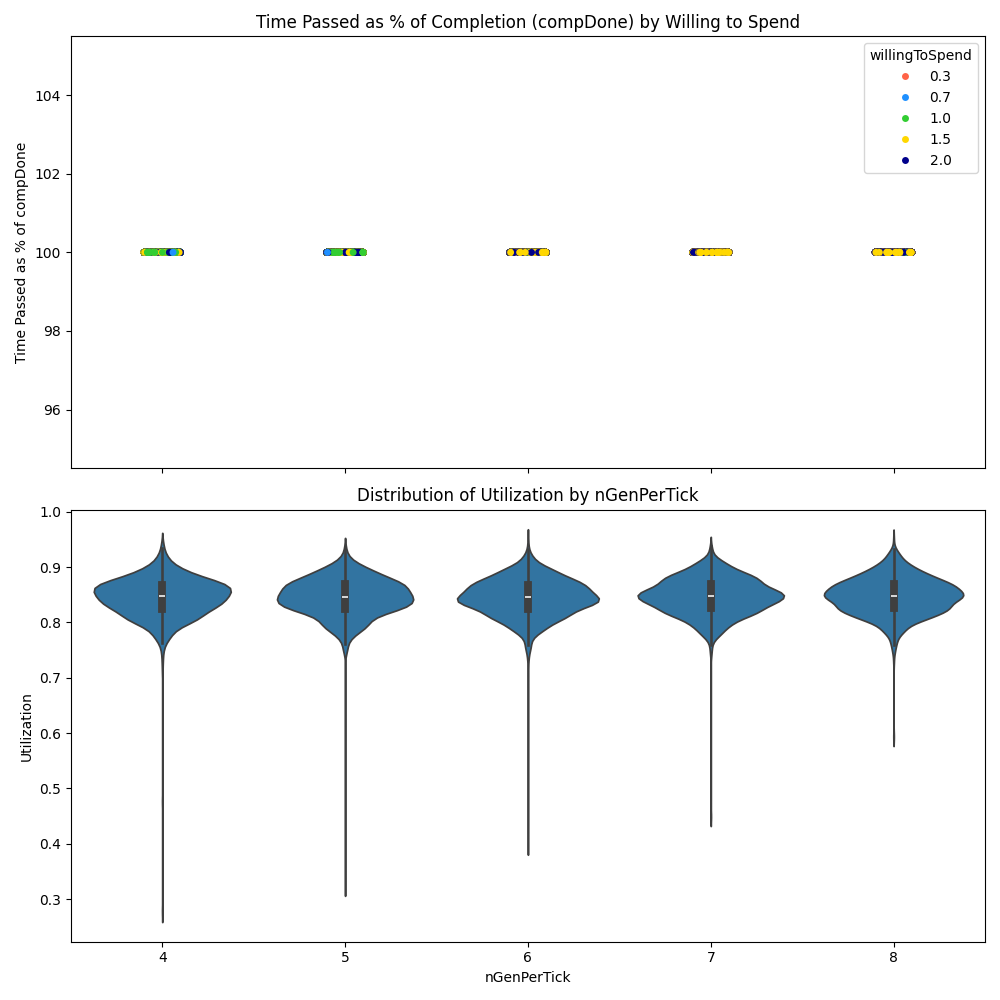 Time Passed as % of Completion (compDone) by Willing to Spend
Time Passed as % of compDone
104
102
100
98
96
willingToSpend
0.3
0.7
1.0
1.5
2.0
Distribution of Utilization by nGenPerTick
Utilization
1.0
0.9
0.8
0.7
0.6
0.5
0.4
0.3
4 5 6 7 8
nGenPerTick